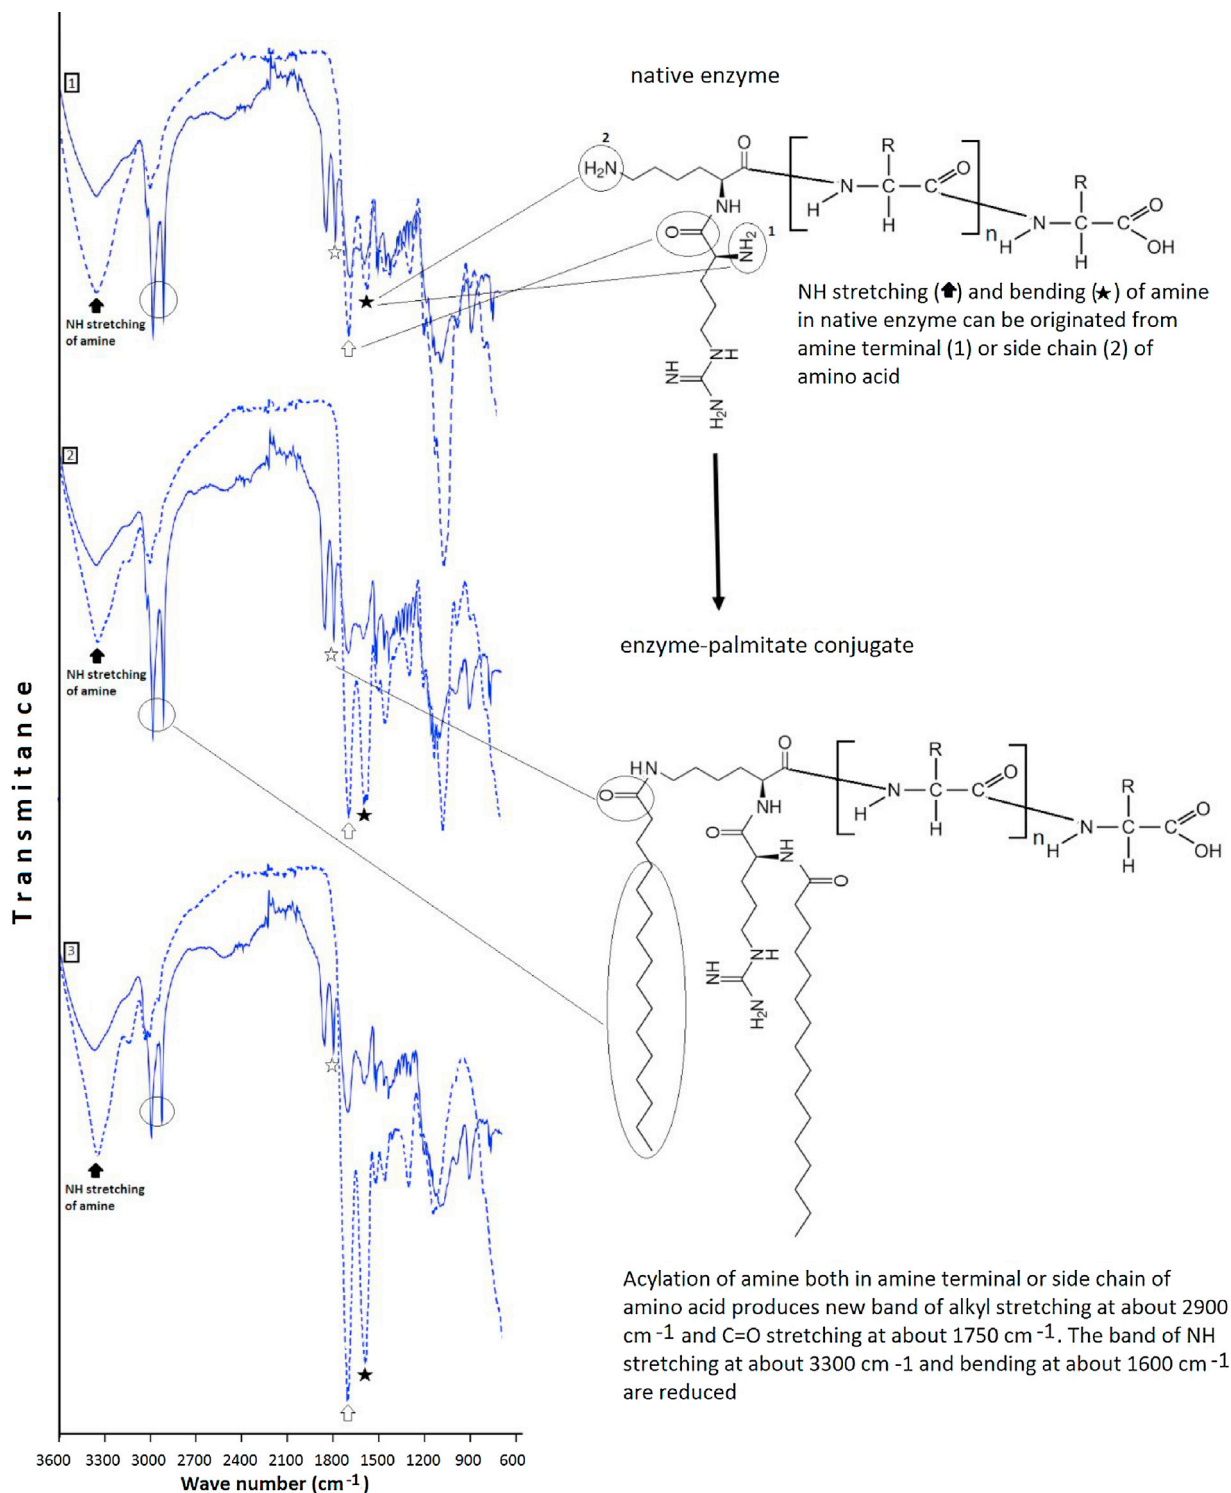 native enzyme
1
2
H₂N
O
R
N
H
C
H
C
O
n
N
H
R
C
H
C
O
OH
NH
O
NH₂
1
N
H
NH
H₂N
NH stretching (🡅) and bending (★) of amine
in native enzyme can be originated from
amine terminal (1) or side chain (2) of
amino acid
NH stretching
of amine
2
NH stretching
of amine
enzyme-palmitate conjugate
HN
O
O
R
N
H
C
H
C
O
n
N
H
R
C
H
C
O
OH
NH
O
NH
O
N
H
NH
H₂N
3
NH stretching
of amine
Transmitance
Acylation of amine both in amine terminal or side chain of
amino acid produces new band of alkyl stretching at about 2900
cm⁻¹ and C=O stretching at about 1750 cm⁻¹. The band of NH
stretching at about 3300 cm -1 and bending at about 1600 cm⁻¹
are reduced
3600 3300 3000 2700 2400 2100 1800 1500 1200 900 600
Wave number (cm⁻¹)